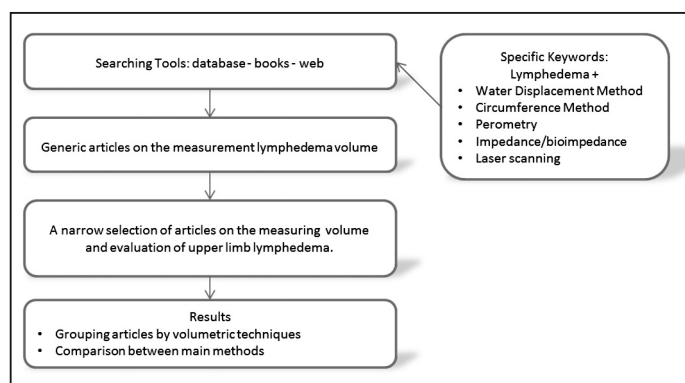 Searching Tools: database - books - web
Specific Keywords:
Lymphedema +
• Water Displacement Method
• Circumference Method
• Perometry
• Impedance/bioimpedance
• Laser scanning
Generic articles on the measurement lymphedema volume
A narrow selection of articles on the measuring volume
and evaluation of upper limb lymphedema.
Results
• Grouping articles by volumetric techniques
• Comparison between main methods